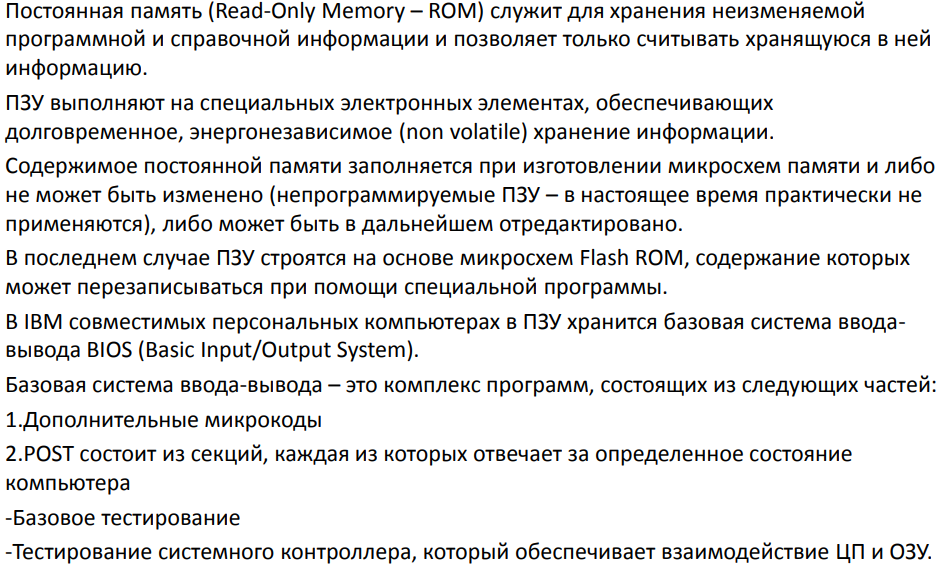 Постоянная память (Read-Only Memory – ROM) служит для хранения неизменяемой
программной и справочной информации и позволяет только считывать хранящуюся в ней
информацию.
ПЗУ выполняют на специальных электронных элементах, обеспечивающих
долговременное, энергонезависимое (non volatile) хранение информации.
Содержимое постоянной памяти заполняется при изготовлении микросхем памяти и либо
не может быть изменено (непрограммируемые ПЗУ – в настоящее время практически не
применяются), либо может быть в дальнейшем отредактировано.
В последнем случае ПЗУ строятся на основе микросхем Flash ROM, содержание которых
может перезаписываться при помощи специальной программы.
В IBM совместимых персональных компьютерах в ПЗУ хранится базовая система ввода-
вывода BIOS (Basic Input/Output System).
Базовая система ввода-вывода – это комплекс программ, состоящих из следующих частей:
1.Дополнительные микрокоды
2.POST состоит из секций, каждая из которых отвечает за определенное состояние
компьютера
-Базовое тестирование
-Тестирование системного контроллера, который обеспечивает взаимодействие ЦП и ОЗУ.